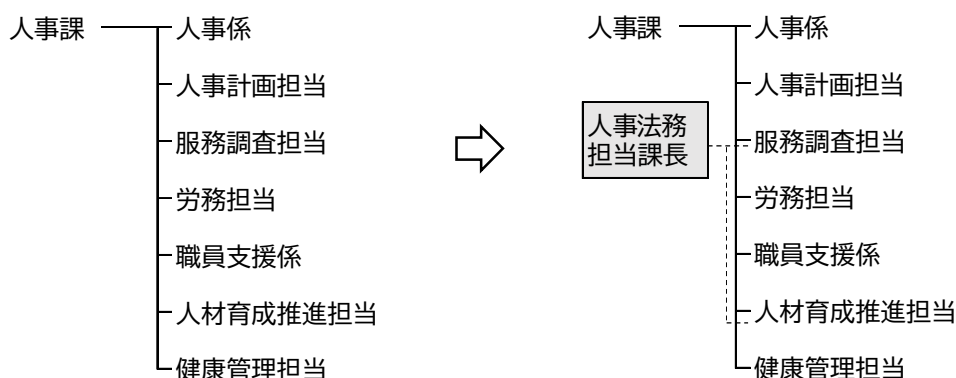 人事課
人事係
人事計画担当
服務調査担当
労務担当
職員支援係
人材育成推進担当
健康管理担当
人事課
人事法務
担当課長
人事係
人事計画担当
服務調査担当
労務担当
職員支援係
人材育成推進担当
健康管理担当